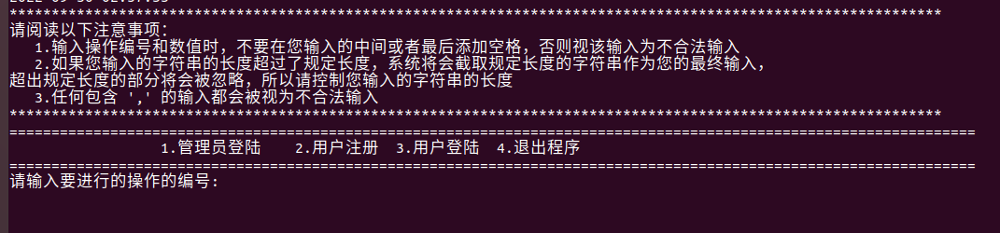 ***************************************************************************************************************
请阅读以下注意事项：
1.输入操作编号和数值时，不要在您输入的中间或者最后添加空格，否则视该输入为不合法输入
2.如果您输入的字符串的长度超过了规定长度，系统将会截取规定长度的字符串作为您的最终输入，
超出规定长度的部分将会被忽略，所以请控制您输入的字符串的长度
3.任何包含 ',' 的输入都会被视为不合法输入
***************************************************************************************************************
===================================================================================================================
1.管理员登陆 2.用户注册 3.用户登陆 4.退出程序
===================================================================================================================
请输入要进行的操作的编号: